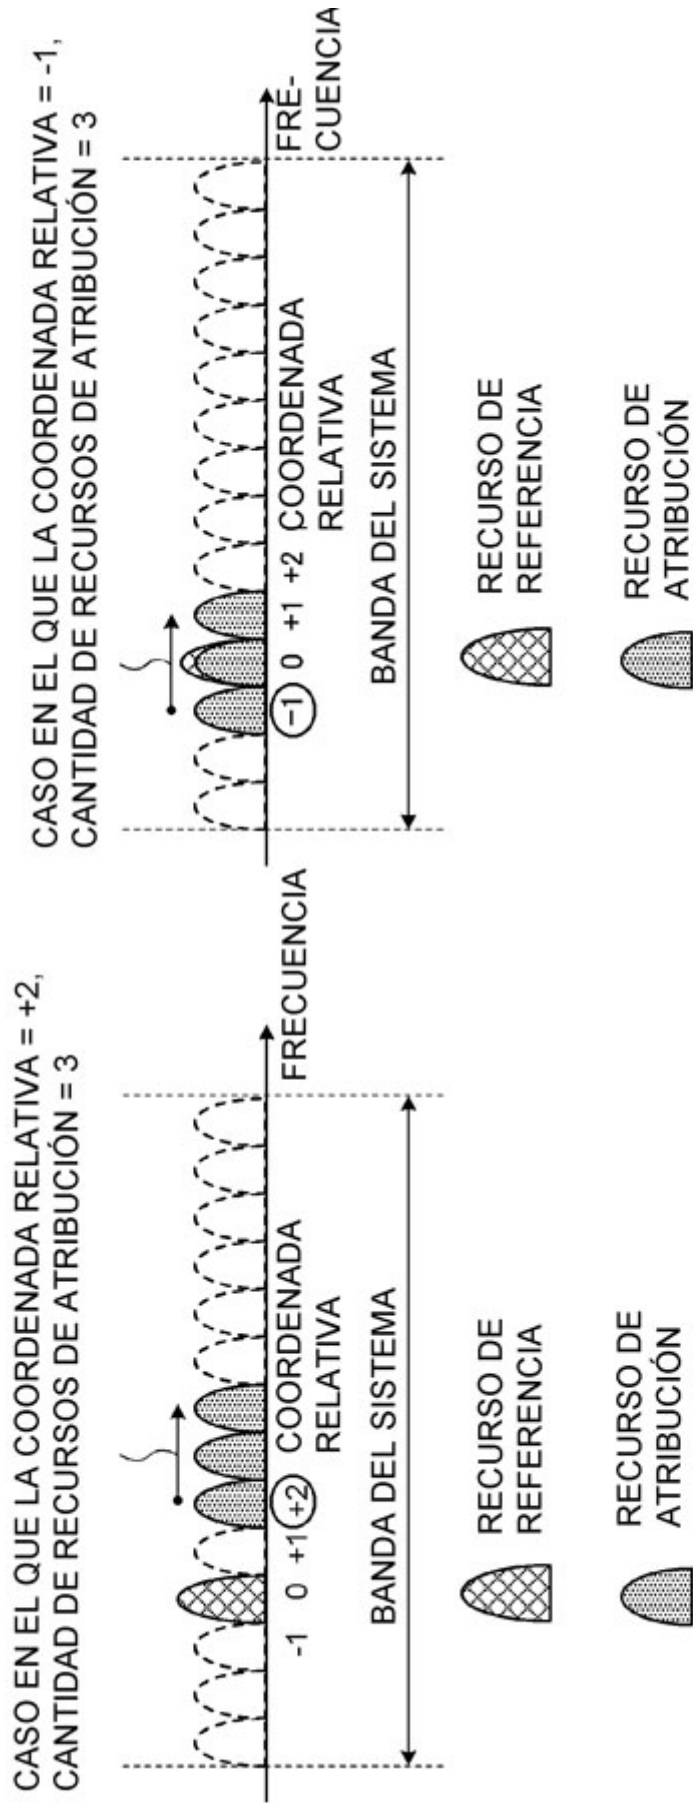 CASO EN EL QUE LA COORDENADA RELATIVA = +2,
CANTIDAD DE RECURSOS DE ATRIBUCIÓN = 3
FRECUENCIA
-1 0 +1 +2 COORDENADA
RELATIVA
BANDA DEL SISTEMA
RECURSO DE
REFERENCIA
RECURSO DE
ATRIBUCIÓN
CASO EN EL QUE LA COORDENADA RELATIVA = -1,
CANTIDAD DE RECURSOS DE ATRIBUCIÓN = 3
FRE-
CUENCIA
-1 0 +1 +2 COORDENADA
RELATIVA
BANDA DEL SISTEMA
RECURSO DE
REFERENCIA
RECURSO DE
ATRIBUCIÓN